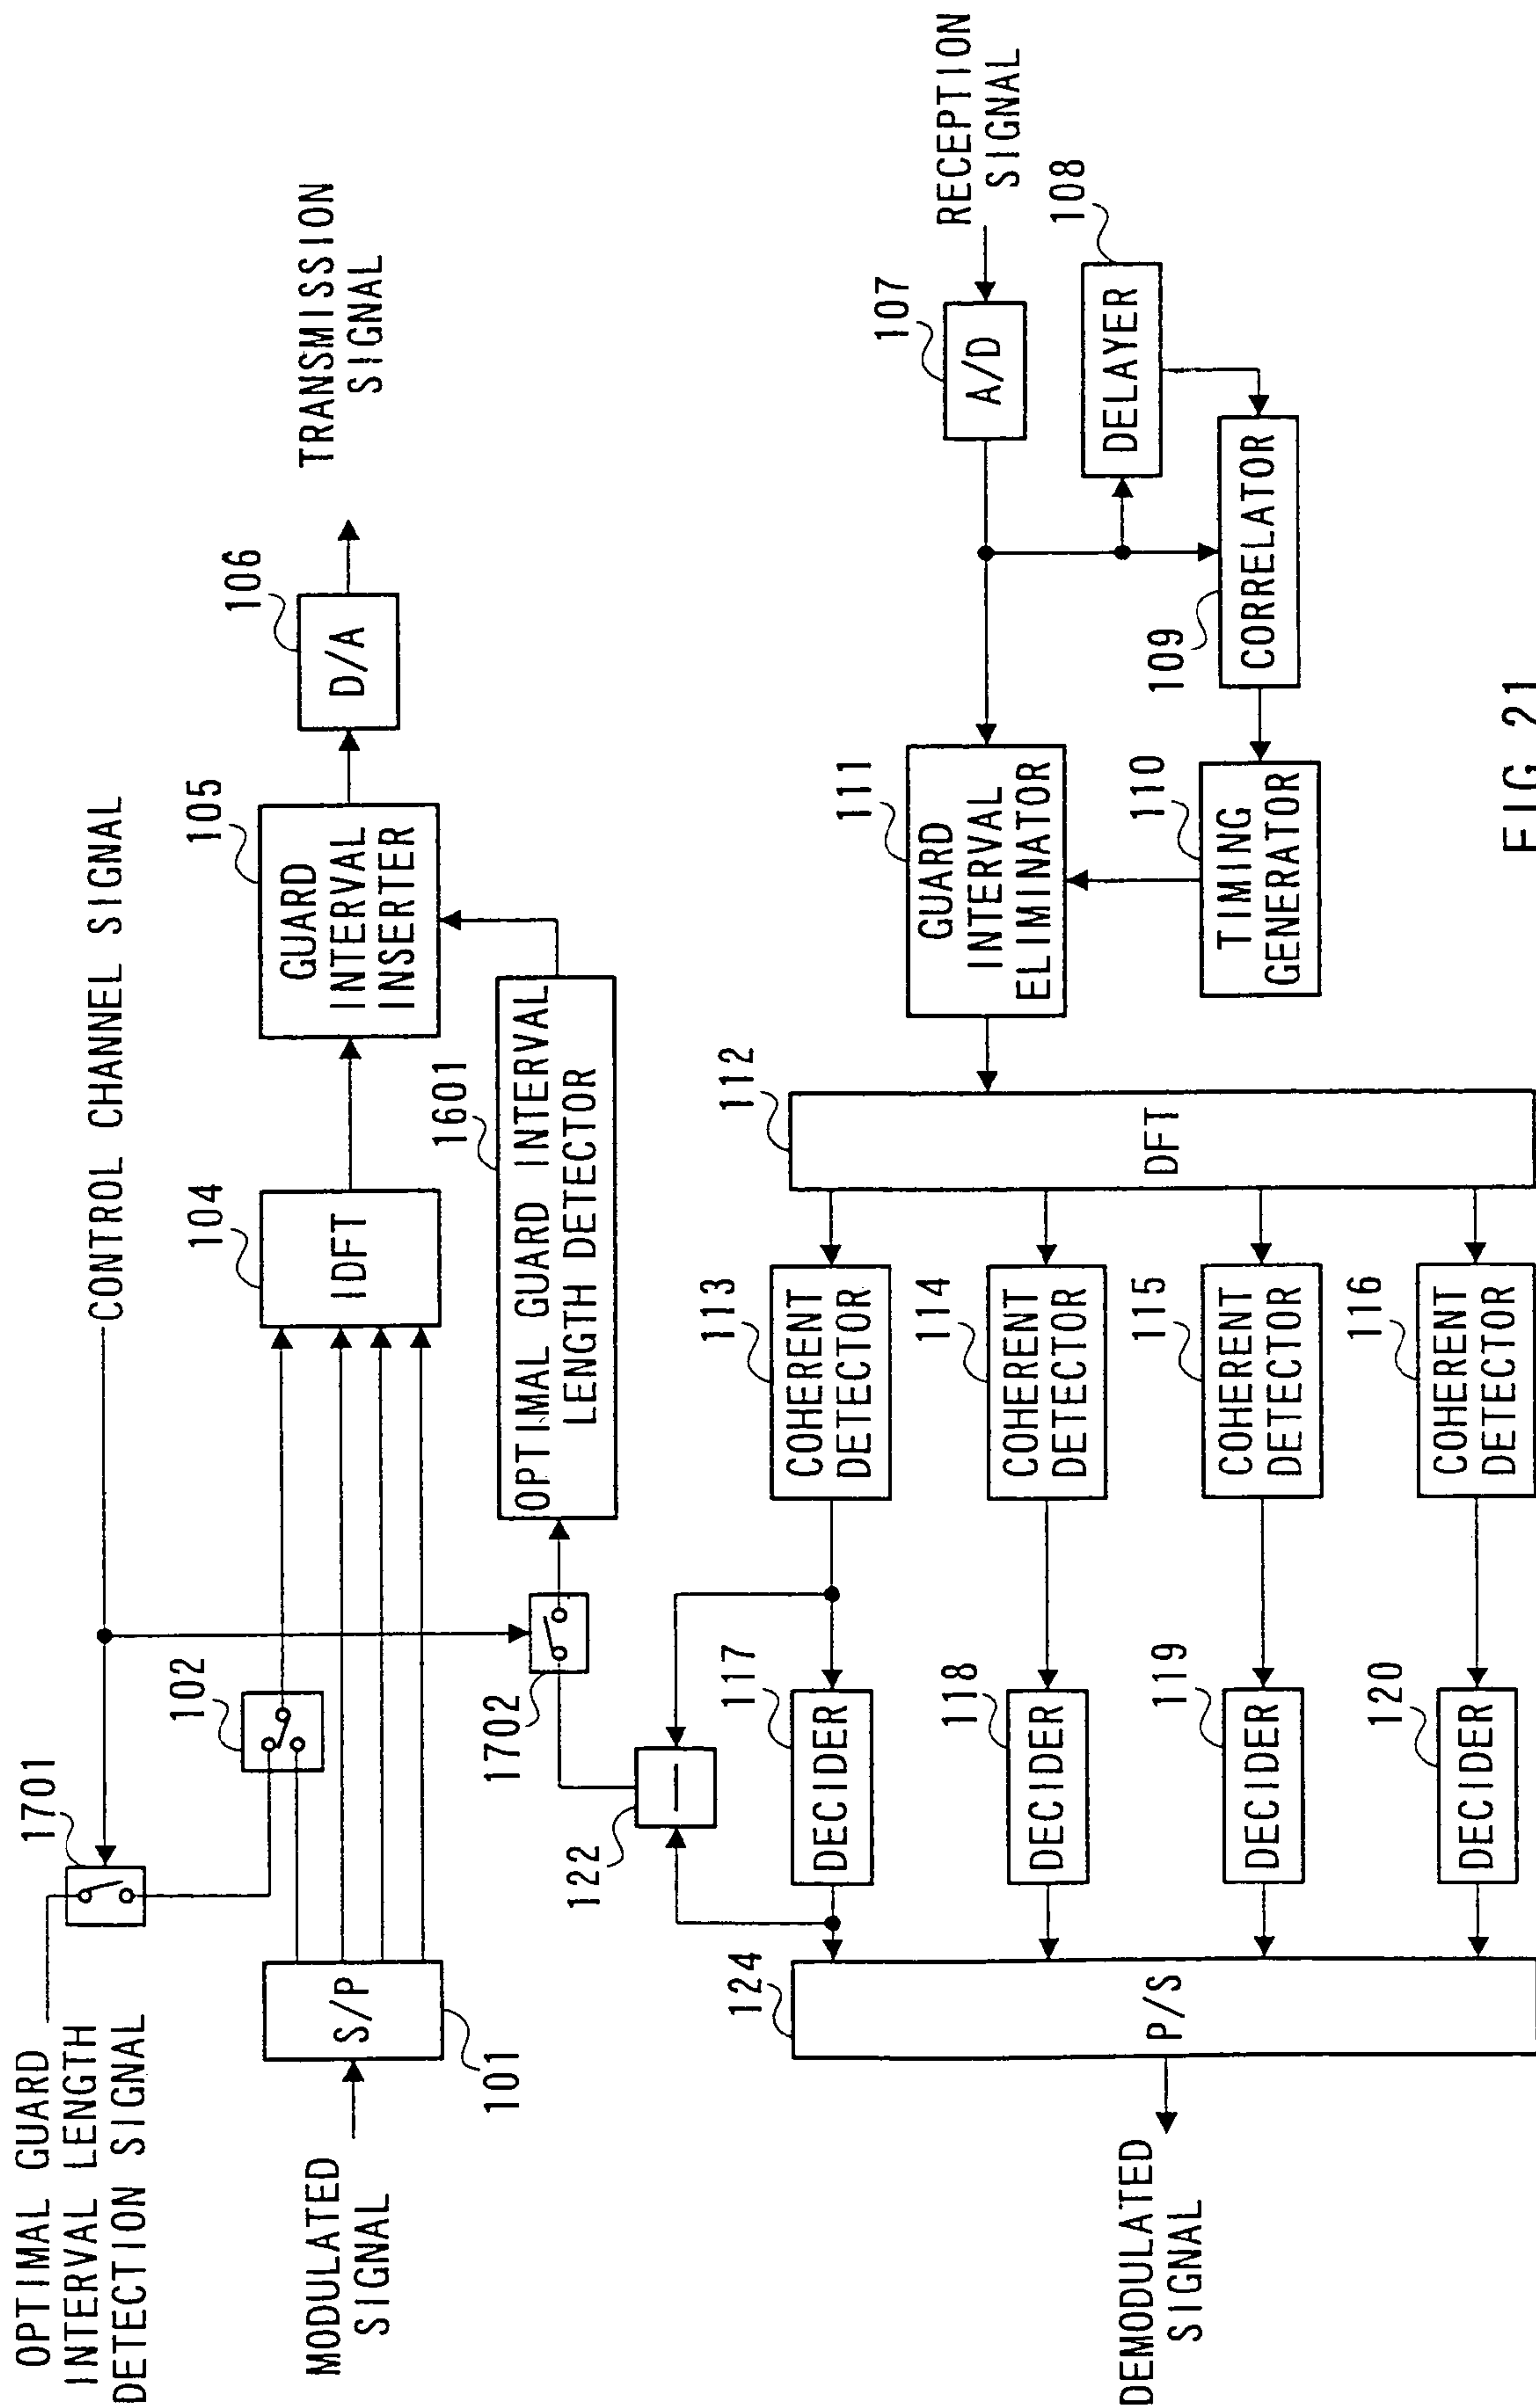 OPTIMAL GUARD
INTERVAL LENGTH
DETECTION SIGNAL
1701
CONTROL CHANNEL SIGNAL
MODULATED
SIGNAL
S/P
101
102
IDFT
104
GUARD
INTERVAL
INSERTER
105
D/A
106
TRANSMISSION
SIGNAL
1702
OPTIMAL GUARD INTERVAL
LENGTH DETECTOR
1601
122
DEMODULATED
SIGNAL
P/S
124
DECIDER
117
DECIDER
118
DECIDER
119
DECIDER
120
COHERENT
DETECTOR
113
COHERENT
DETECTOR
114
COHERENT
DETECTOR
115
COHERENT
DETECTOR
116
DFT
112
GUARD
INTERVAL
ELIMINATOR
111
TIMING
GENERATOR
110
CORRELATOR
109
DELAYER
108
A/D
107
RECEPTION
SIGNAL
FIG. 21